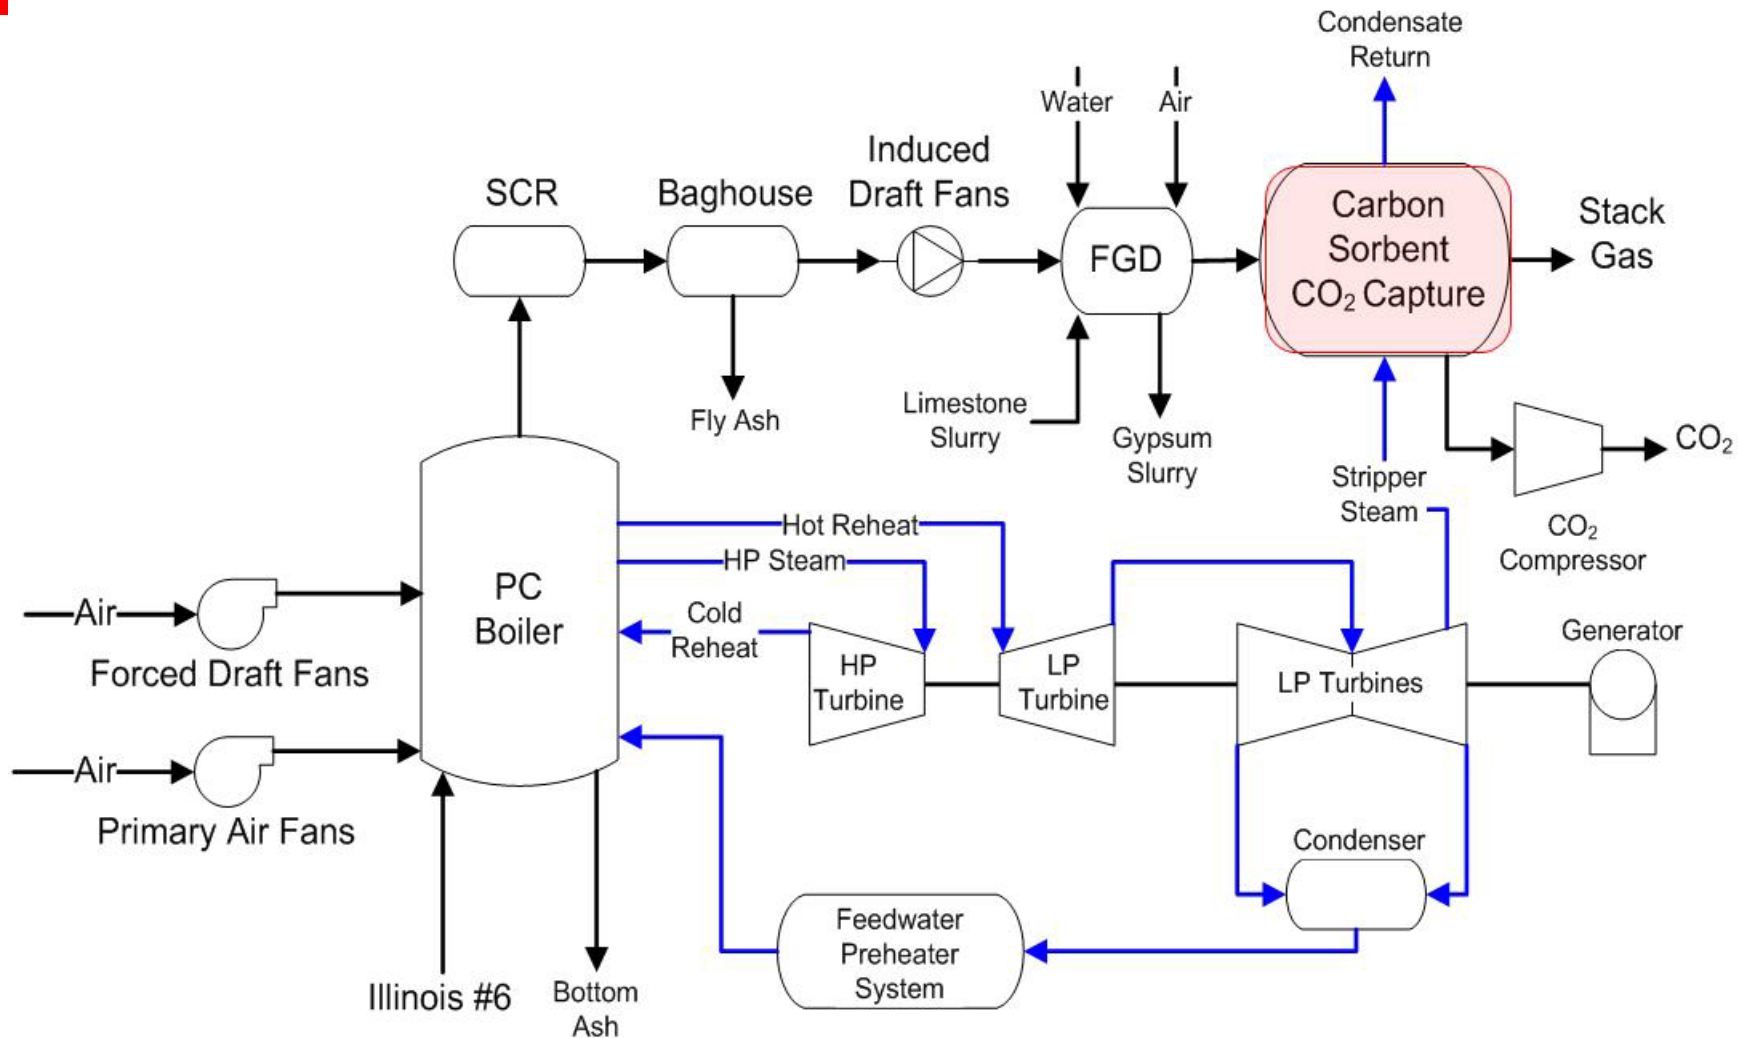 Condensate
Return
Water
Air
Induced
Draft Fans
SCR
Baghouse
FGD
Carbon
Sorbent
CO₂ Capture
Stack
Gas
Fly Ash
Limestone
Slurry
Gypsum
Slurry
Stripper
Steam
CO₂
CO₂
Compressor
Hot Reheat
HP Steam
Cold
Reheat
PC
Boiler
Air
Forced Draft Fans
HP
Turbine
LP
Turbine
LP Turbines
Generator
Air
Primary Air Fans
Condenser
Feedwater
Preheater
System
Illinois #6
Bottom
Ash